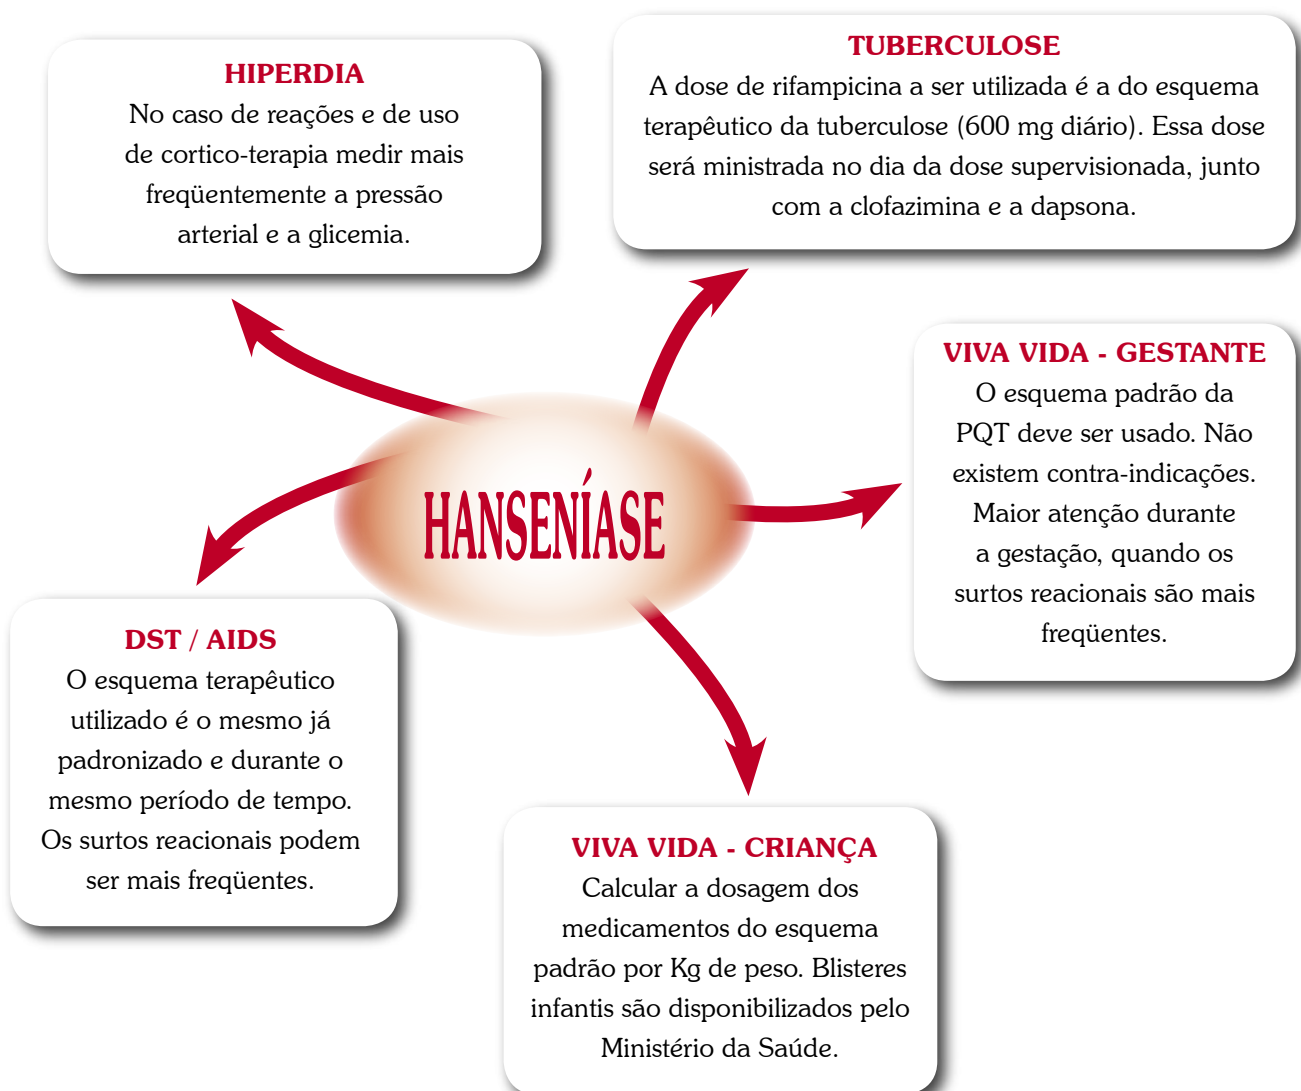 HIPERDIA
No caso de reações e de uso
de cortico-terapia medir mais
freqüentemente a pressão
arterial e a glicemia.
TUBERCULOSE
A dose de rifampicina a ser utilizada é a do esquema
terapêutico da tuberculose (600 mg diário). Essa dose
será ministrada no dia da dose supervisionada, junto
com a clofazimina e a dapsona.
VIVA VIDA - GESTANTE
O esquema padrão da
PQT deve ser usado. Não
existem contra-indicações.
Maior atenção durante
a gestação, quando os
surtos reacionais são mais
freqüentes.
HANSENÍASE
DST / AIDS
O esquema terapêutico
utilizado é o mesmo já
padronizado e durante o
mesmo período de tempo.
Os surtos reacionais podem
ser mais freqüentes.
VIVA VIDA - CRIANÇA
Calcular a dosagem dos
medicamentos do esquema
padrão por Kg de peso. Blisteres
infantis são disponibilizados pelo
Ministério da Saúde.